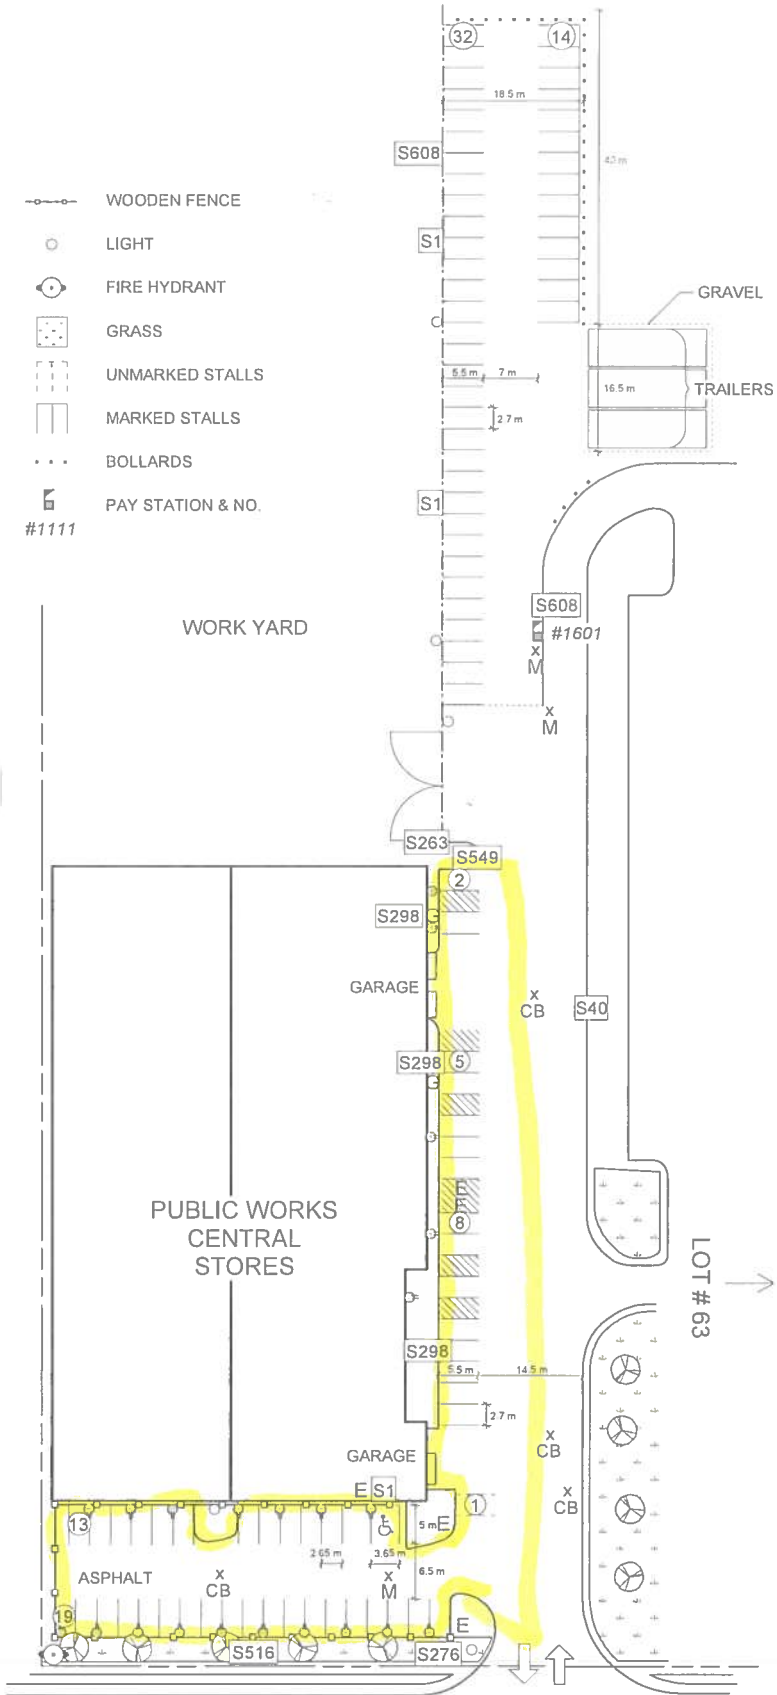 32 14
18.5 m
S608
WOODEN FENCE
LIGHT
S1
FIRE HYDRANT
GRAVEL
GRASS
UNMARKED STALLS
5.5 m 7 m
16.5 m TRAILERS
MARKED STALLS
2.7 m
BOLLARDS
PAY STATION & NO.
#1111
S1
S608
WORK YARD
#1601
x
M
x
M
S263
S549
2
S298
GARAGE
x
CB
S40
S298 5
E
E
PUBLIC WORKS
CENTRAL
STORES
8
LOT # 63
S298
5.5 m 14.5 m
2.7 m
x
CB
GARAGE
E S1
x
CB
1
13
5 m E
2.65 m 3.65 m
6.5 m
ASPHALT
x
CB
x
M
19
E
S516
S276